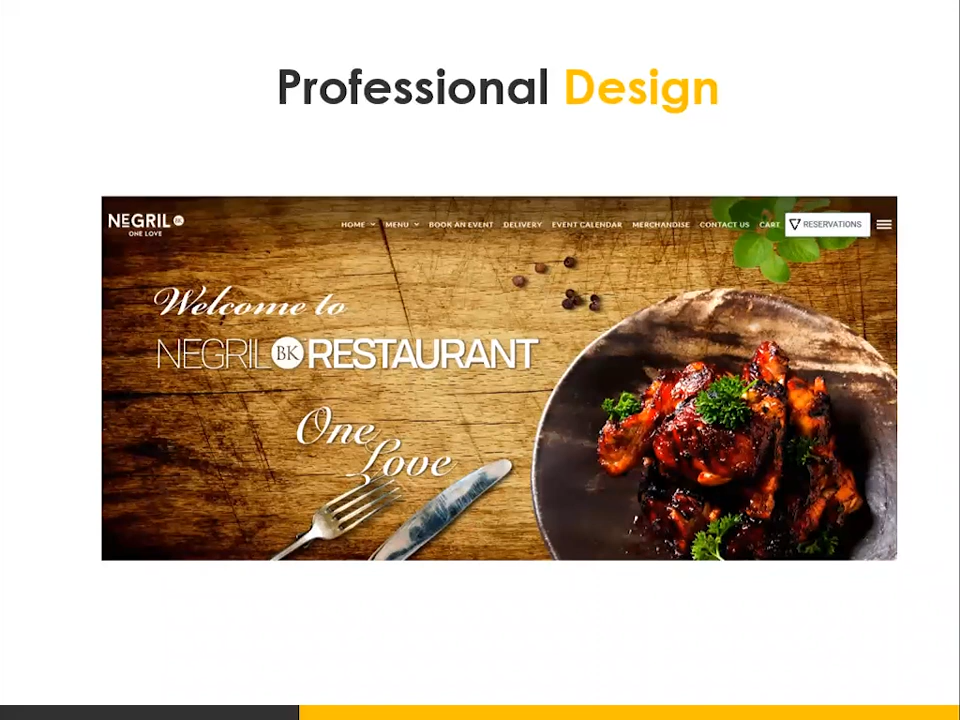 Professional Design
NEGRIL BK
ONE LOVE
HOME MENU BOOK AN EVENT DELIVERY EVENT CALENDAR MERCHANDISE CONTACT US CART RESERVATIONS
Welcome to
NEGRIL BK RESTAURANT
One
Love